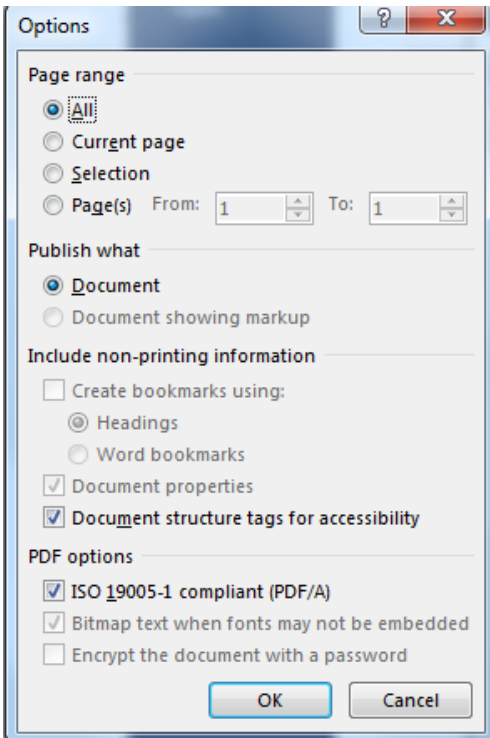 Options
Page range
All
Current page
Selection
Page(s) From: 1 To: 1
Publish what
Document
Document showing markup
Include non-printing information
Create bookmarks using:
Headings
Word bookmarks
Document properties
Document structure tags for accessibility
PDF options
ISO 19005-1 compliant (PDF/A)
Bitmap text when fonts may not be embedded
Encrypt the document with a password
OK Cancel